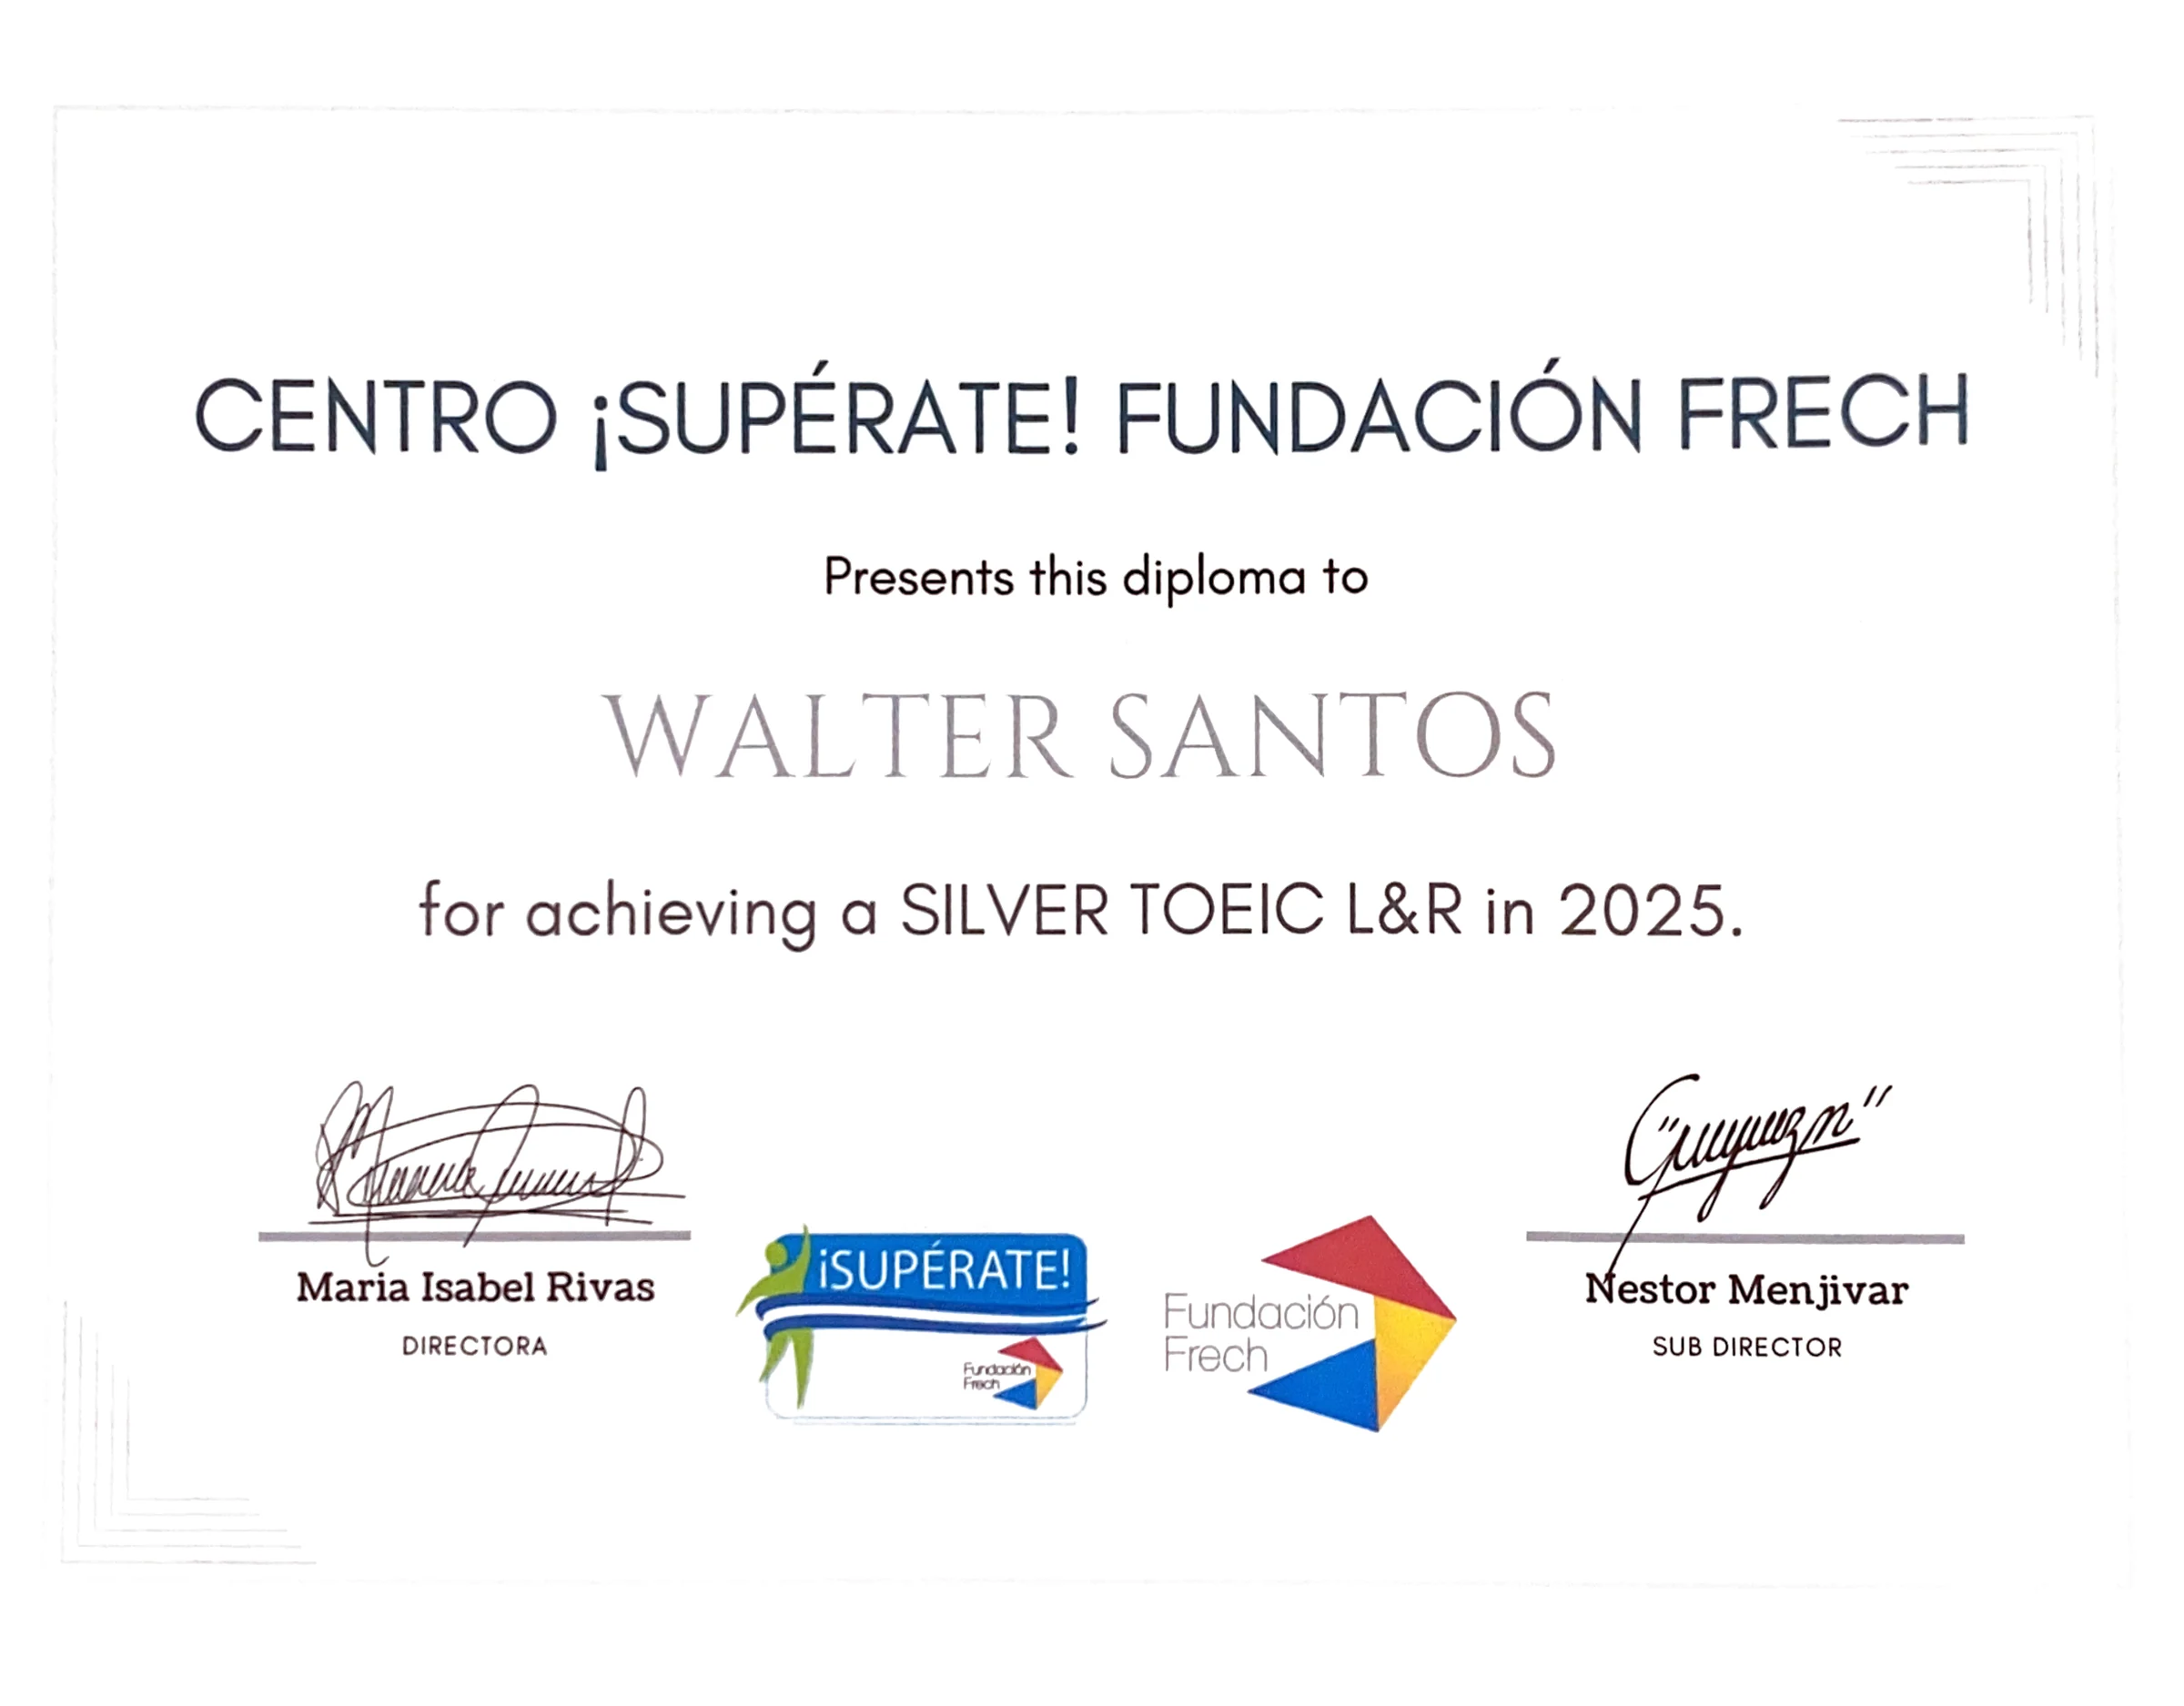 CENTRO ¡SUPÉRATE! FUNDACIÓN FRECH
Presents this diploma to
WALTER SANTOS
for achieving a SILVER TOEIC L&R in 2025.
Maria Isabel Rivas
DIRECTORA
¡SUPÉRATE!
Fundación
Frech
Fundación
Frech
Nestor Menjivar
SUB DIRECTOR